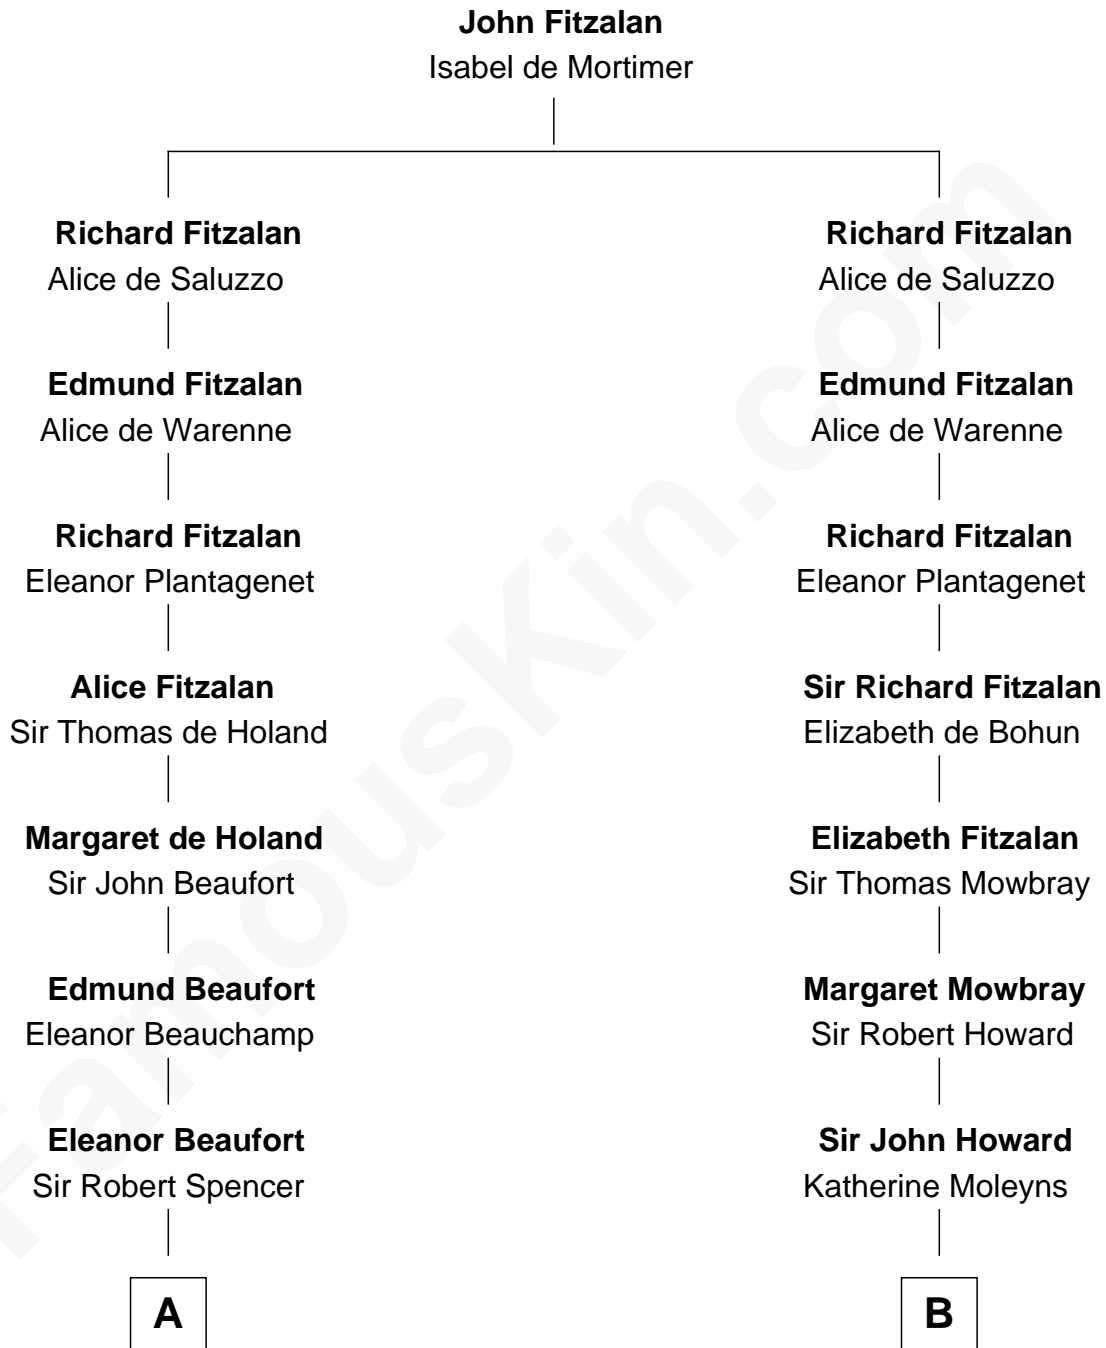 John Fitzalan
Isabel de Mortimer
Richard Fitzalan
Alice de Saluzzo
Edmund Fitzalan
Alice de Warenne
Richard Fitzalan
Eleanor Plantagenet
Alice Fitzalan
Sir Thomas de Holand
Margaret de Holand
Sir John Beaufort
Edmund Beaufort
Eleanor Beauchamp
Eleanor Beaufort
Sir Robert Spencer
A
Richard Fitzalan
Alice de Saluzzo
Edmund Fitzalan
Alice de Warenne
Richard Fitzalan
Eleanor Plantagenet
Sir Richard Fitzalan
Elizabeth de Bohun
Elizabeth Fitzalan
Sir Thomas Mowbray
Margaret Mowbray
Sir Robert Howard
Sir John Howard
Katherine Moleyns
B
FamousKin.com